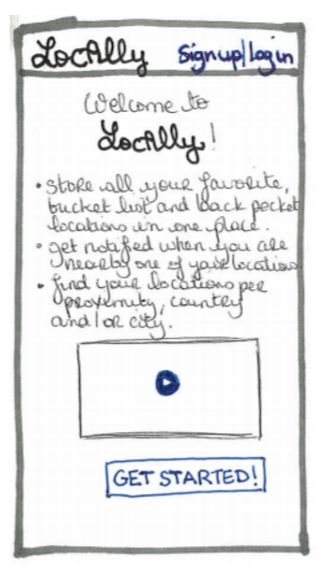 LocAlly Signup/login
Welcome to
LocAlly!
• store all your favorite,
bucket list and back pocket
locations in one place.
• get notified when you are
nearby one of your locations
• find your locations per
proximity, country
and/or city.
GET STARTED!